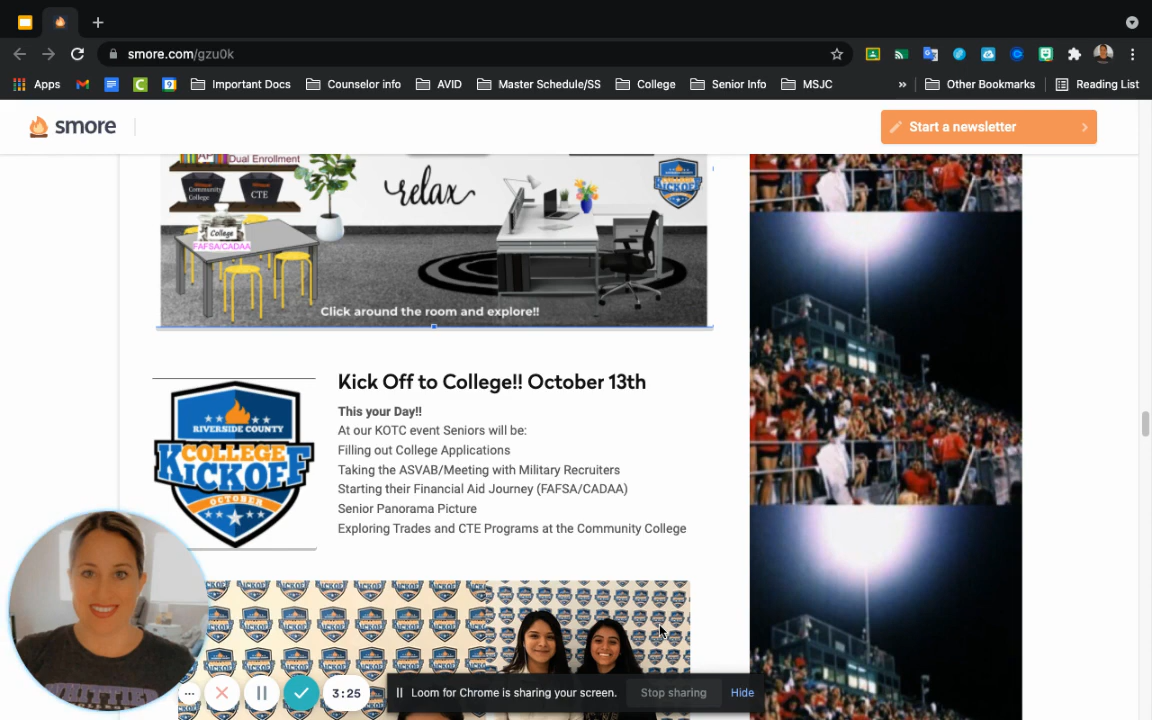 smore.com/gzu0k
Apps
Important Docs
Counselor info
AVID
Master Schedule/SS
College
Senior Info
MSJC
»
Other Bookmarks
Reading List
smore
Start a newsletter
AP
Dual Enrollment
Community College
CTE
relax
COLLEGE
KICKOFF
College
FAFSA/CADAA
Click around the room and explore!!
RIVERSIDE COUNTY
COLLEGE
KICKOFF
OCTOBER
Kick Off to College!! October 13th
This your Day!!
At our KOTC event Seniors will be:
Filling out College Applications
Taking the ASVAB/Meeting with Military Recruiters
Starting their Financial Aid Journey (FAFSA/CADAA)
Senior Panorama Picture
Exploring Trades and CTE Programs at the Community College
WHITTIER
3:25
Loom for Chrome is sharing your screen.
Stop sharing
Hide